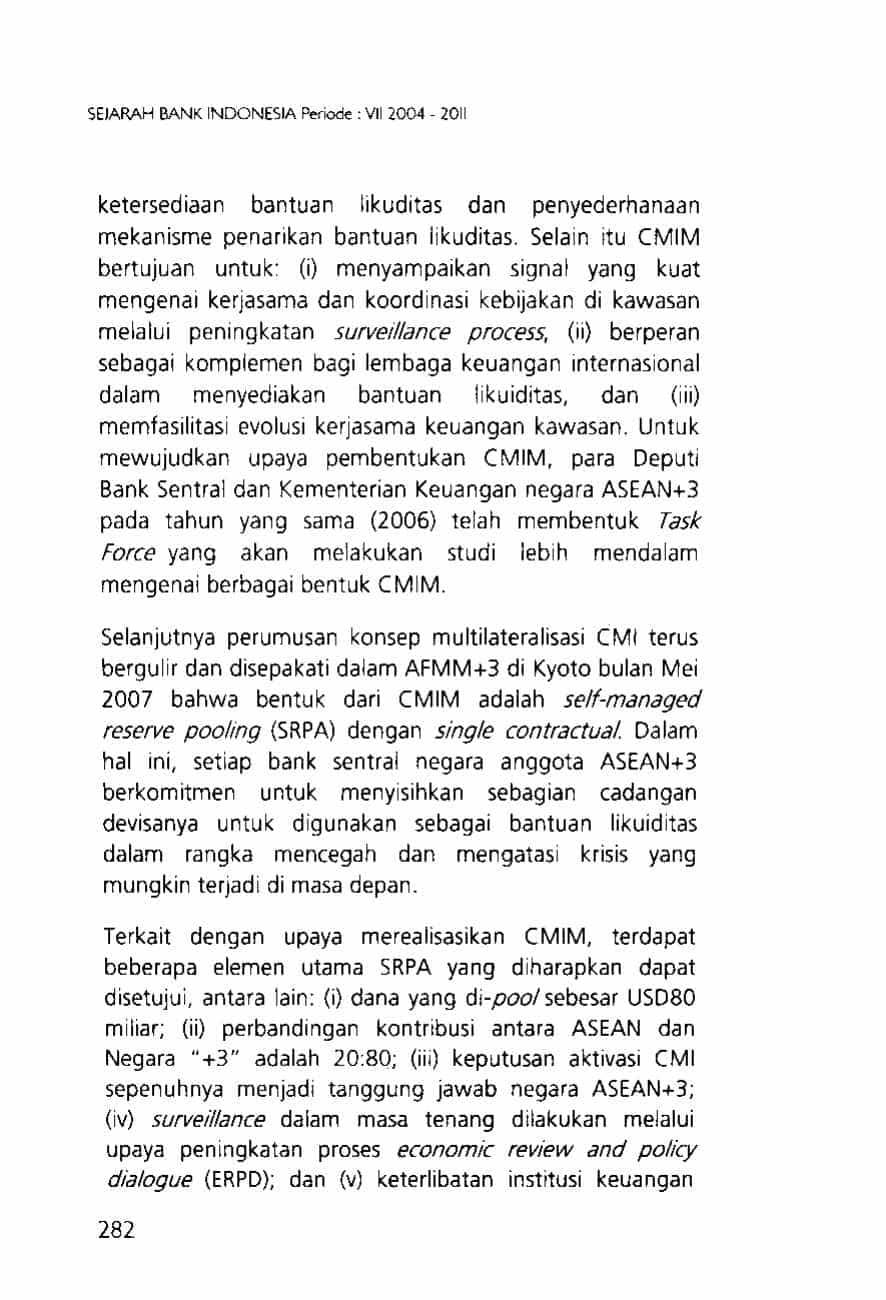 SEJARAH BANK INDONESIA Periode : VII 2004 - 2011
ketersediaan bantuan likuditas dan penyederhanaan
mekanisme penarikan bantuan likuditas. Selain itu CMIM
bertujuan untuk: (i) menyampaikan signal yang kuat
mengenai kerjasama dan koordinasi kebijakan di kawasan
melalui peningkatan surveillance process, (ii) berperan
sebagai komplemen bagi lembaga keuangan internasional
dalam menyediakan bantuan likuiditas, dan (iii)
memfasilitasi evolusi kerjasama keuangan kawasan. Untuk
mewujudkan upaya pembentukan CMIM, para Deputi
Bank Sentral dan Kementerian Keuangan negara ASEAN+3
pada tahun yang sama (2006) telah membentuk Task
Force yang akan melakukan studi lebih mendalam
mengenai berbagai bentuk CMIM.
Selanjutnya perumusan konsep multilateralisasi CMI terus
bergulir dan disepakati dalam AFMM+3 di Kyoto bulan Mei
2007 bahwa bentuk dari CMIM adalah self-managed
reserve pooling (SRPA) dengan single contractual. Dalam
hal ini, setiap bank sentral negara anggota ASEAN+3
berkomitmen untuk menyisihkan sebagian cadangan
devisanya untuk digunakan sebagai bantuan likuiditas
dalam rangka mencegah dan mengatasi krisis yang
mungkin terjadi di masa depan.
Terkait dengan upaya merealisasikan CMIM, terdapat
beberapa elemen utama SRPA yang diharapkan dapat
disetujui, antara lain: (i) dana yang di-pool sebesar USD80
miliar; (ii) perbandingan kontribusi antara ASEAN dan
Negara "+3" adalah 20:80; (iii) keputusan aktivasi CMI
sepenuhnya menjadi tanggung jawab negara ASEAN+3;
(iv) surveillance dalam masa tenang dilakukan melalui
upaya peningkatan proses economic review and policy
dialogue (ERPD); dan (v) keterlibatan institusi keuangan
282